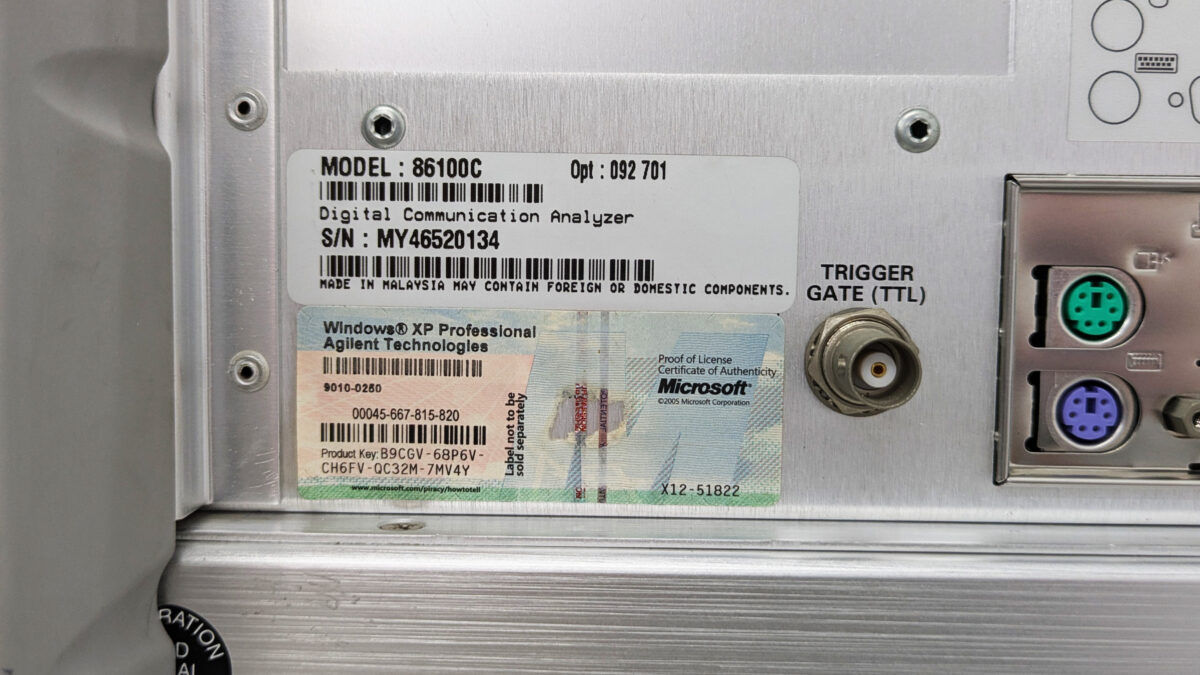 MODEL : 86100C Opt : 092 701
Digital Communication Analyzer
S/N : MY46520134
MADE IN MALAYSIA MAY CONTAIN FOREIGN OR DOMESTIC COMPONENTS.
Windows® XP Professional
Agilent Technologies
9010-0260
00045-667-815-820
Product Key: B9CGV-68P6V-
CH6FV-QC32M-7MV4Y
www.microsoft.com/piracy/howtotell
Label not to be
sold separately
Proof of License
Certificate of Authenticity
Microsoft®
©2005 Microsoft Corporation
X12-51822
TRIGGER
GATE (TTL)
RATION
D
AL